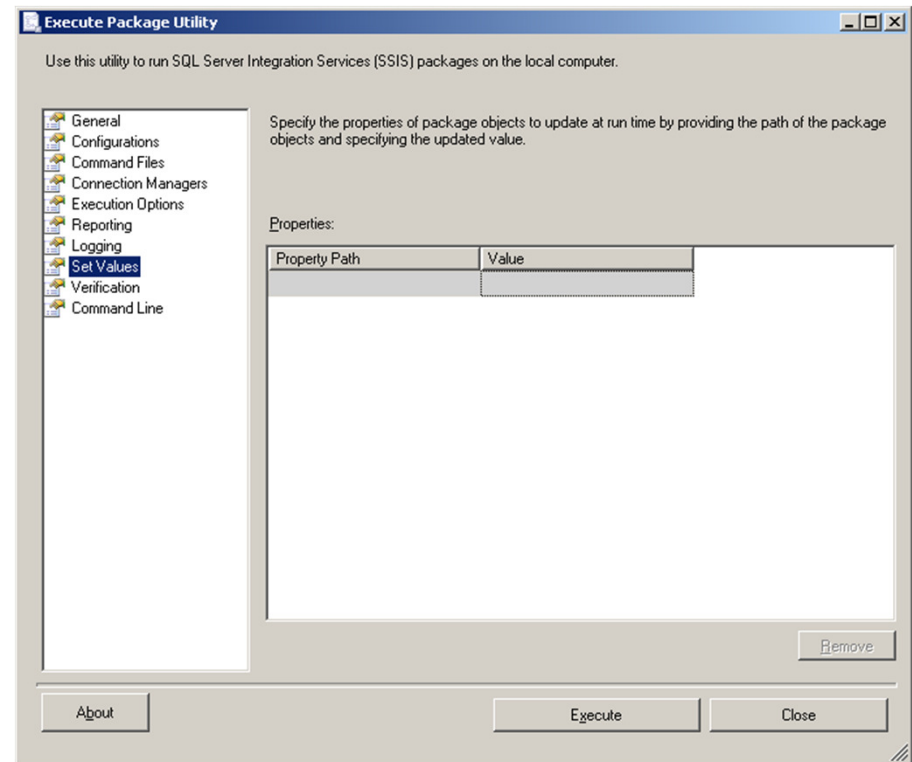 Execute Package Utility
Use this utility to run SQL Server Integration Services (SSIS) packages on the local computer.
General
Configurations
Command Files
Connection Managers
Execution Options
Reporting
Logging
Set Values
Verification
Command Line
Specify the properties of package objects to update at run time by providing the path of the package
objects and specifying the updated value.
Properties:
Property Path Value
Remove
About Execute Close